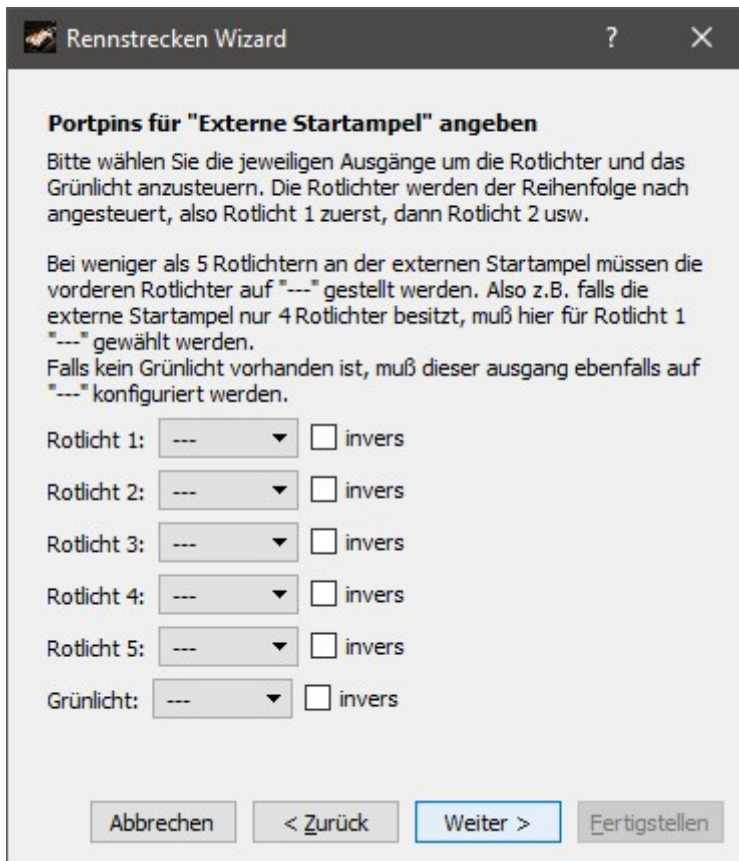 Rennstrecken Wizard ? ×
Portpins für "Externe Startampel" angeben
Bitte wählen Sie die jeweiligen Ausgänge um die Rotlichter und das
Grünlicht anzusteuern. Die Rotlichter werden der Reihenfolge nach
angesteuert, also Rotlicht 1 zuerst, dann Rotlicht 2 usw.
Bei weniger als 5 Rotlichtern an der externen Startampel müssen die
vorderen Rotlichter auf "---" gestellt werden. Also z.B. falls die
externe Startampel nur 4 Rotlichter besitzt, muß hier für Rotlicht 1
"---" gewählt werden.
Falls kein Grünlicht vorhanden ist, muß dieser ausgang ebenfalls auf
"---" konfiguriert werden.
Rotlicht 1: --- invers
Rotlicht 2: --- invers
Rotlicht 3: --- invers
Rotlicht 4: --- invers
Rotlicht 5: --- invers
Grünlicht: --- invers
Abbrechen < Zurück Weiter > Fertigstellen